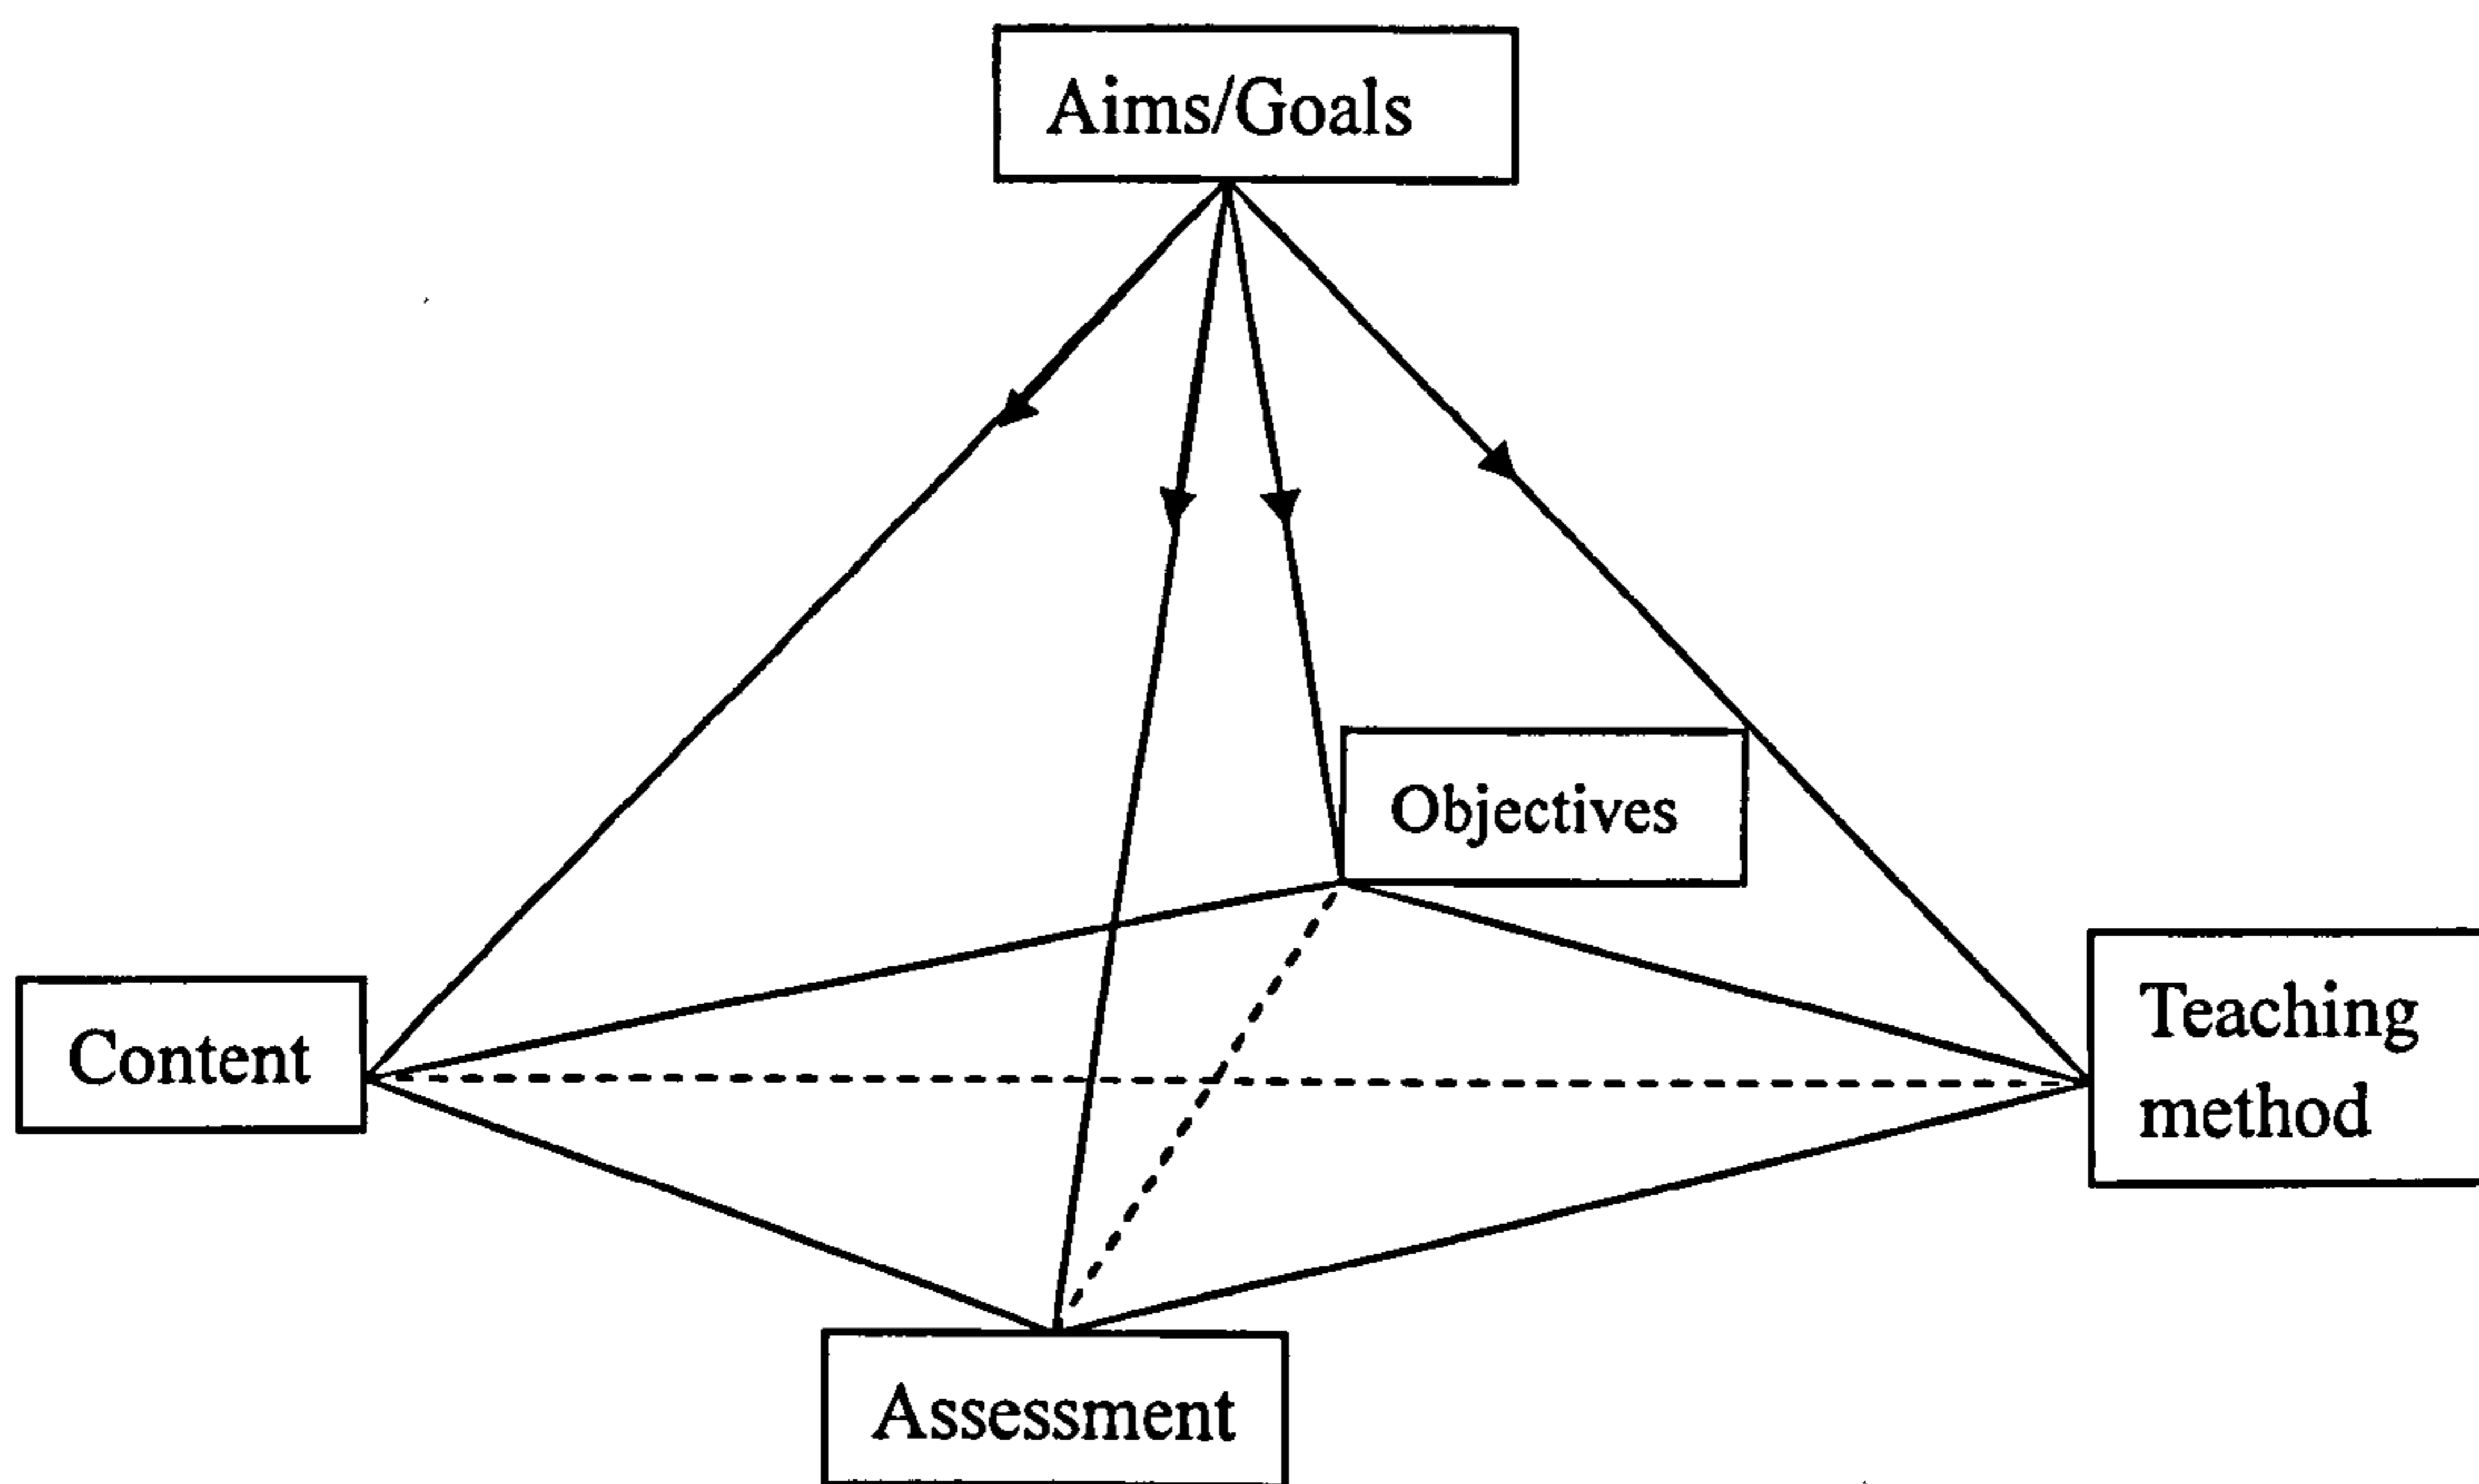 Aims/Goals
Objectives
Content
Teaching
method
Assessment